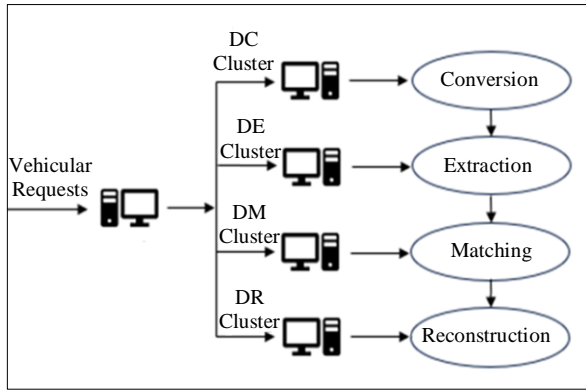 DC
Cluster
Conversion
DE
Cluster
Extraction
Vehicular
Requests
DM
Cluster
Matching
DR
Cluster
Reconstruction